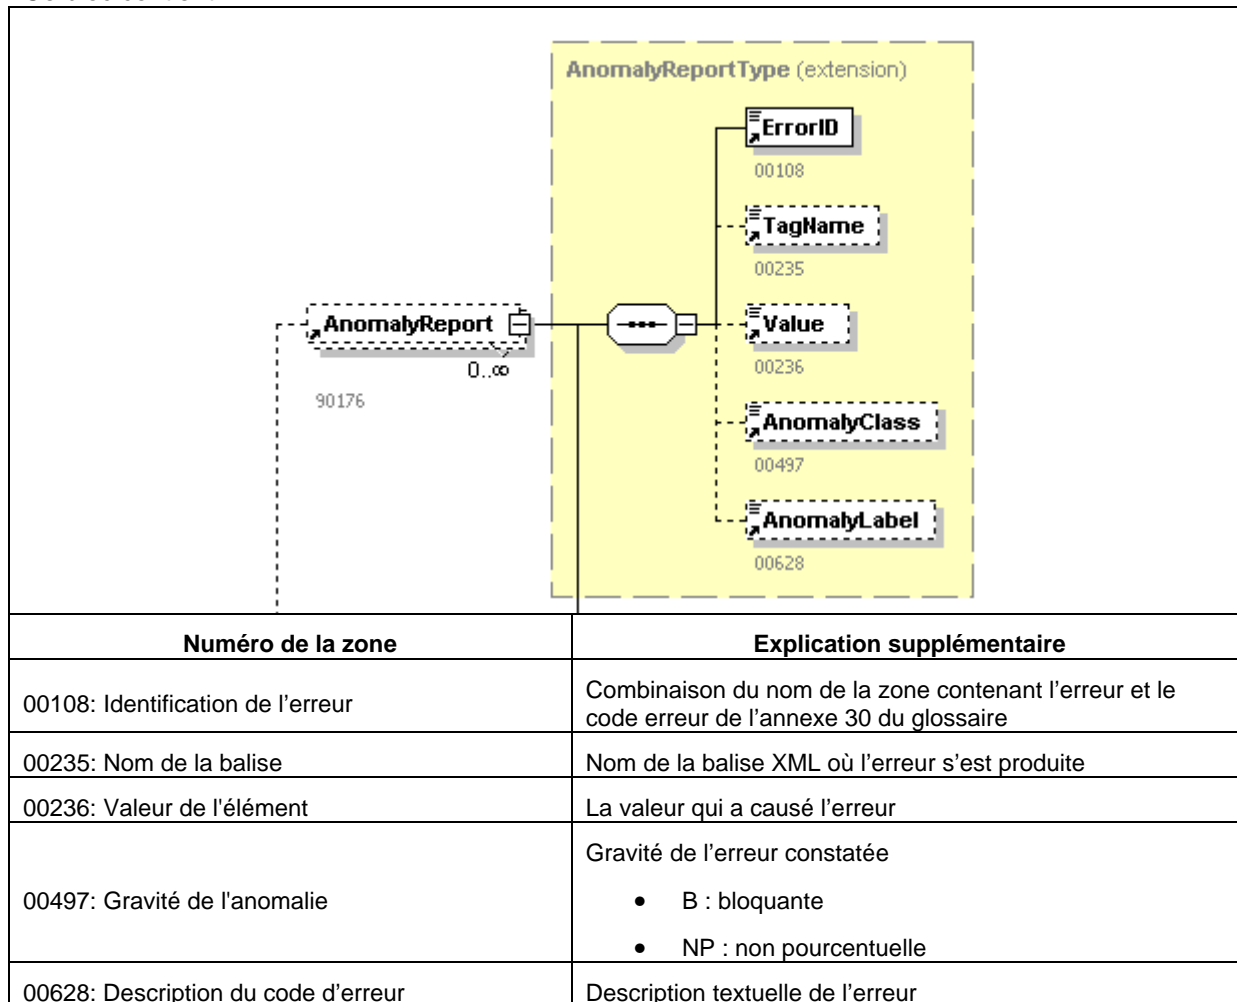 AnomalyReportType (extension)
ErrorID
00108
TagName
00235
AnomalyReport
Value
0..∞
00236
90176
AnomalyClass
00497
AnomalyLabel
00628
Numéro de la zone
Explication supplémentaire
00108: Identification de l’erreur
Combinaison du nom de la zone contenant l’erreur et le
code erreur de l’annexe 30 du glossaire
00235: Nom de la balise
Nom de la balise XML où l’erreur s’est produite
00236: Valeur de l'élément
La valeur qui a causé l’erreur
00497: Gravité de l'anomalie
Gravité de l’erreur constatée
• B : bloquante
• NP : non pourcentuelle
00628: Description du code d’erreur
Description textuelle de l’erreur